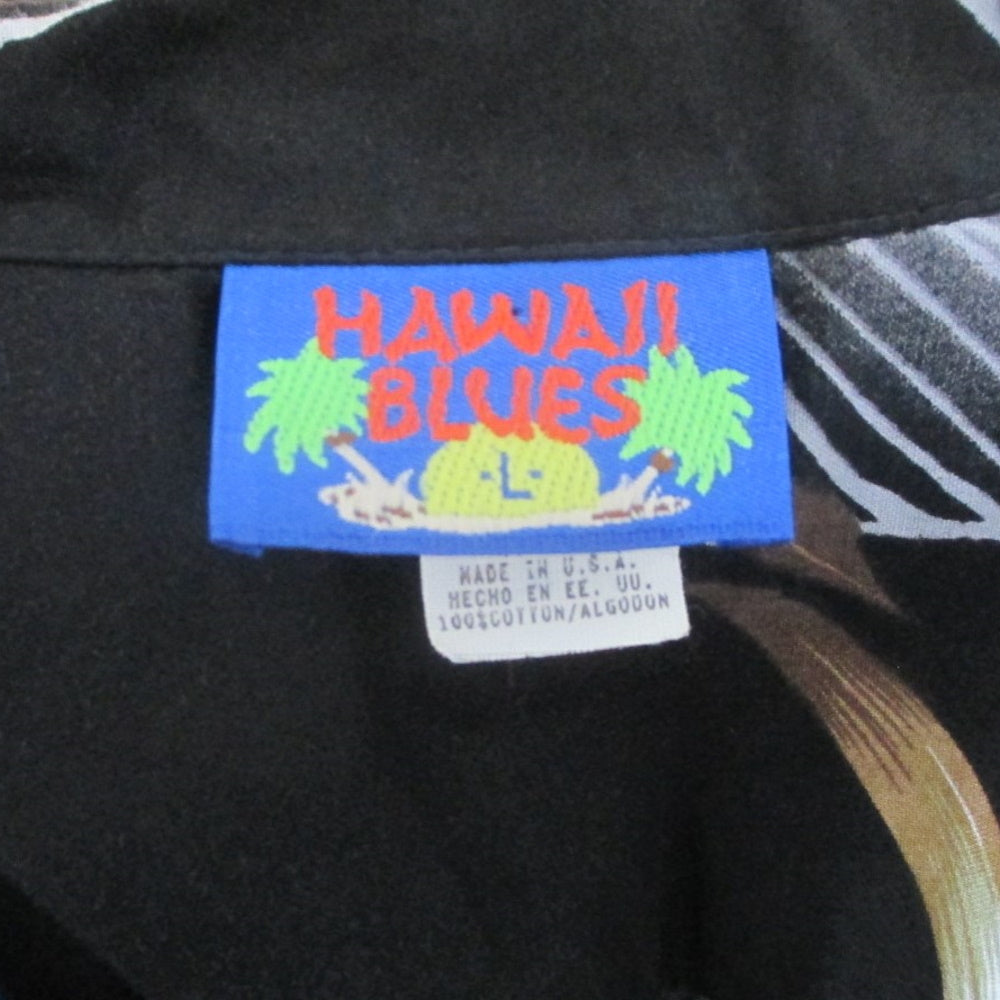 HAWAII
BLUES
L
MADE IN U.S.A.
HECHO EN EE. UU.
100%COTTON/ALGODON